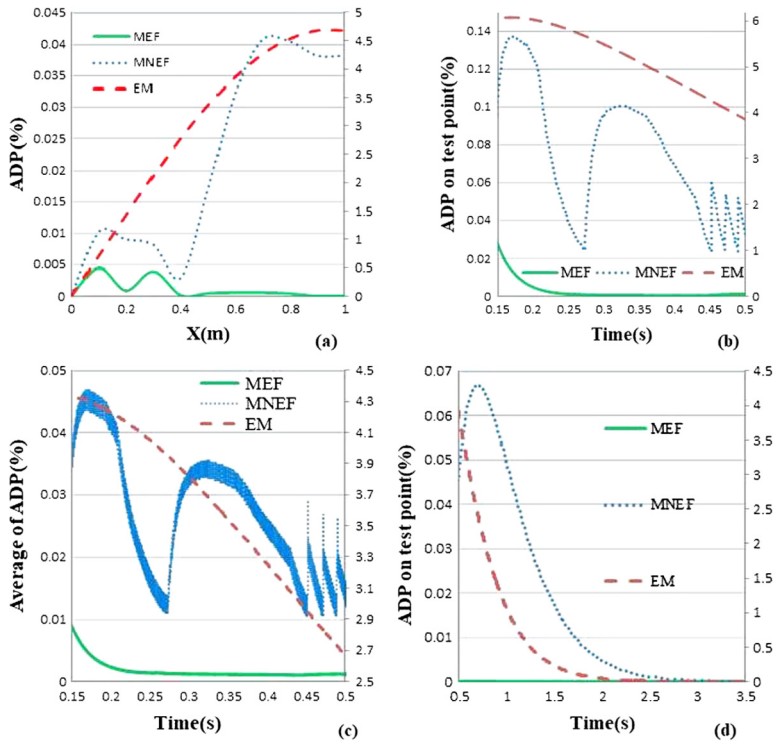 0.045
0.04
0.035
0.03
0.025
0.02
0.015
0.01
0.005
0
ADP(%)
MEF
MNEF
EM
5
4.5
4
3.5
3
2.5
2
1.5
1
0.5
0
0 0.2 0.4 0.6 0.8 1
X(m)
(a)
0.14
0.12
0.1
0.08
0.06
0.04
0.02
0
ADP on test point(%)
6
5
4
3
2
1
0
MEF MNEF EM
0.15 0.2 0.25 0.3 0.35 0.4 0.45 0.5
Time(s)
(b)
0.05
0.04
0.03
0.02
0.01
0
Average of ADP(%)
MEF
MNEF
EM
4.5
4.3
4.1
3.9
3.7
3.5
3.3
3.1
2.9
2.7
2.5
0.15 0.2 0.25 0.3 0.35 0.4 0.45 0.5
Time(s)
(c)
0.07
0.06
0.05
0.04
0.03
0.02
0.01
0
ADP on test point(%)
MEF
MNEF
EM
4.5
4
3.5
3
2.5
2
1.5
1
0.5
0
0.5 1 1.5 2 2.5 3 3.5
Time(s)
(d)